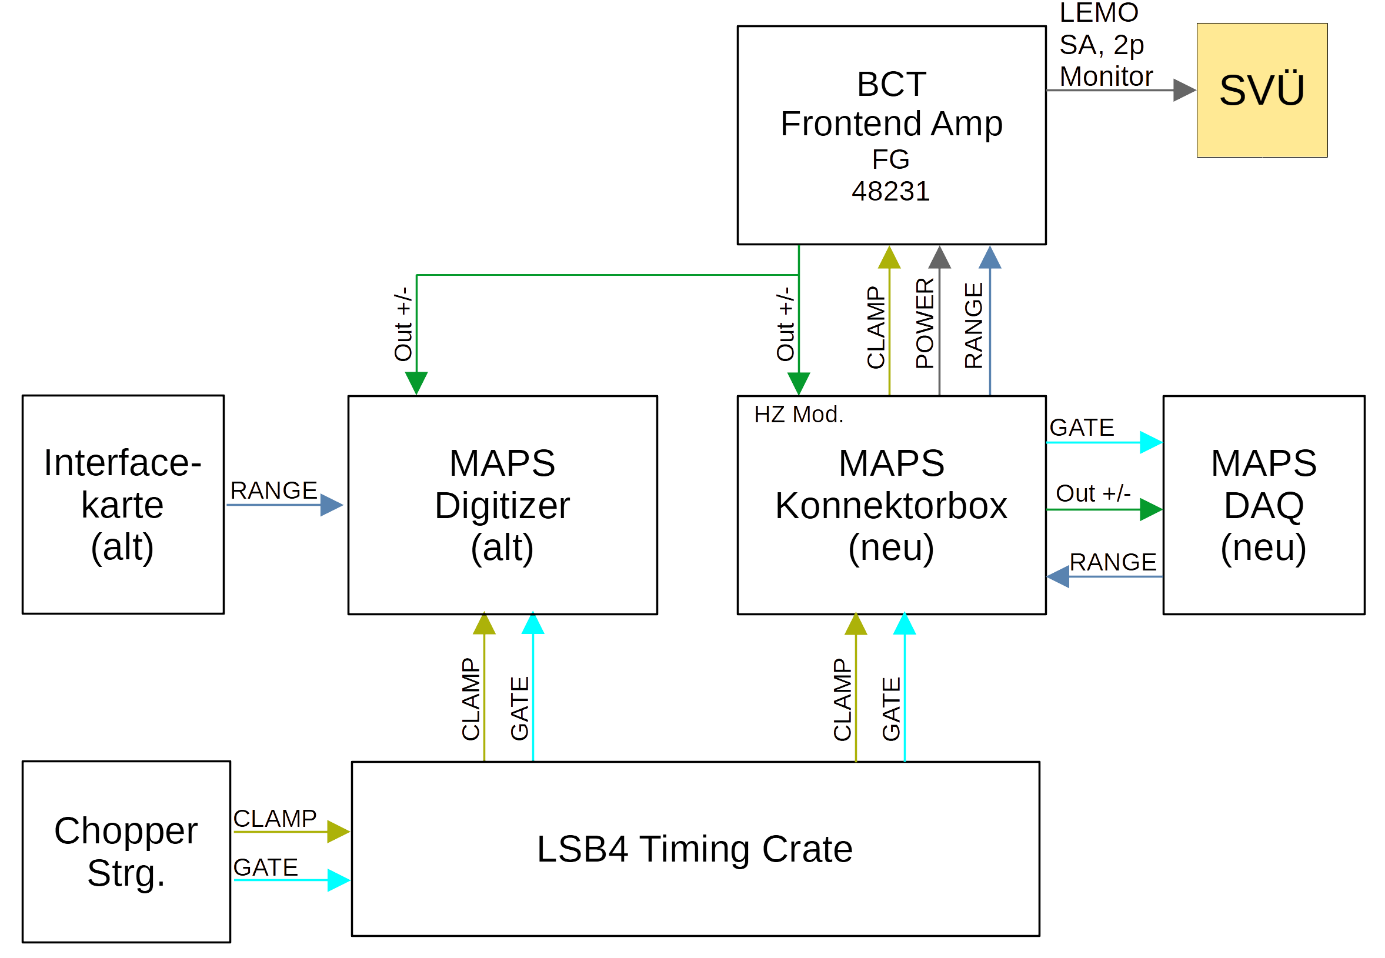 LEMO
SA, 2p
Monitor
SVÜ
BCT
Frontend Amp
FG
48231
Out +/-
Out +/-
CLAMP
POWER
RANGE
Interface-
karte
(alt)
RANGE
MAPS
Digitizer
(alt)
HZ Mod.
MAPS
Konnektorbox
(neu)
GATE
Out +/-
RANGE
MAPS
DAQ
(neu)
CLAMP
GATE
CLAMP
GATE
Chopper
Strg.
CLAMP
GATE
LSB4 Timing Crate